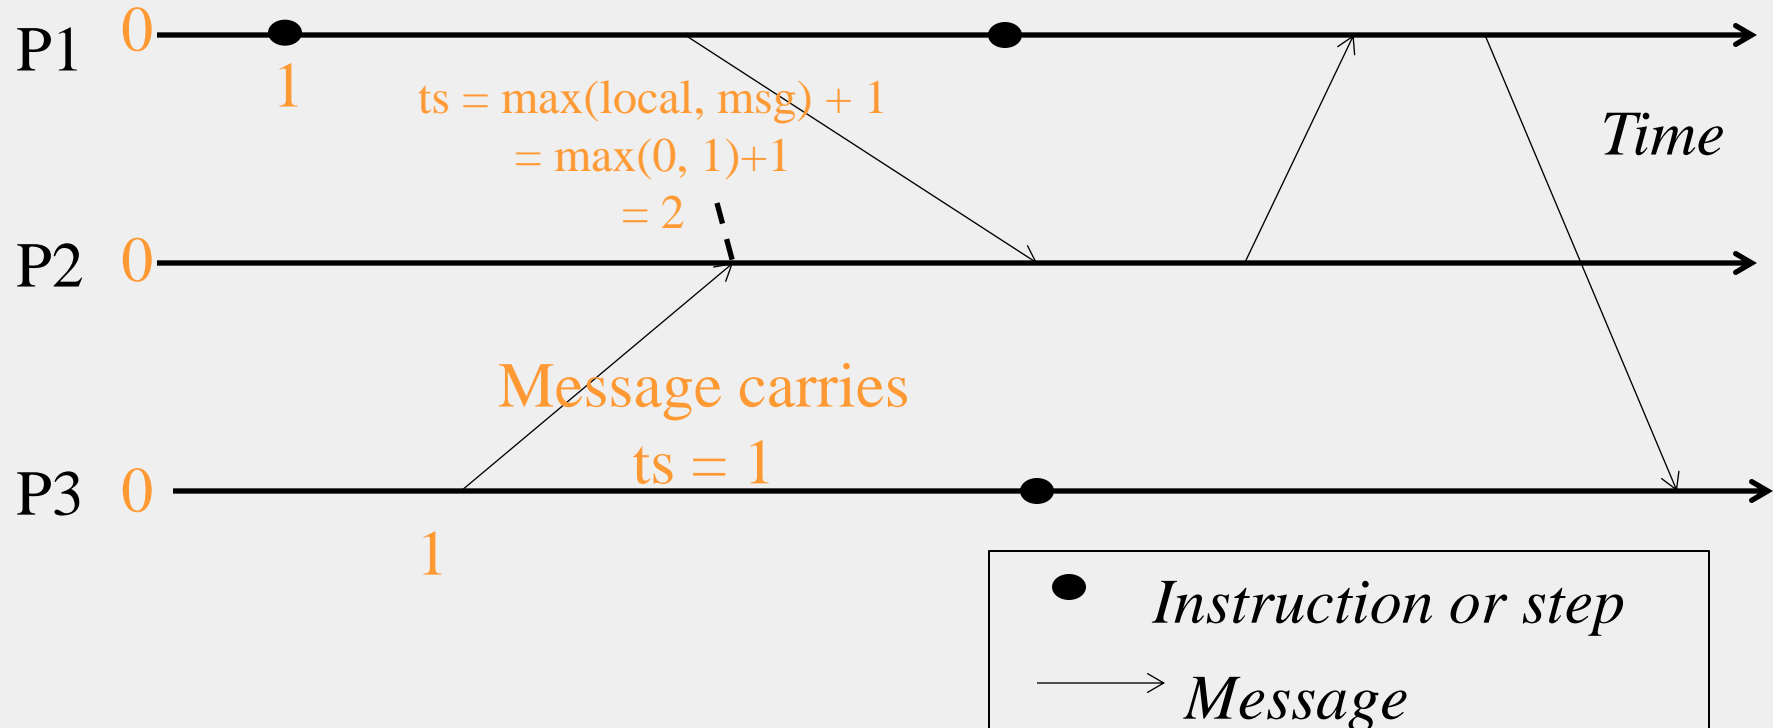 P1 0
1
ts = max(local, msg) + 1
= max(0, 1)+1
= 2
Time
P2 0
Message carries
ts = 1
P3 0
1
Instruction or step
Message